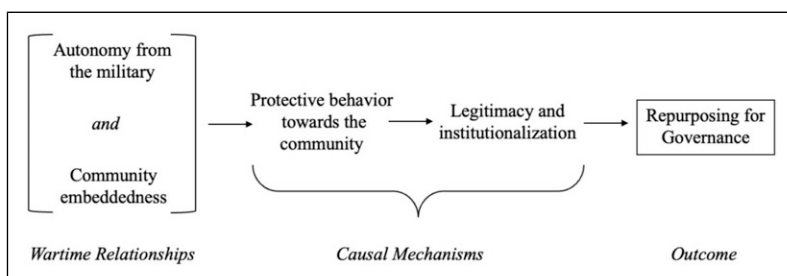 Autonomy from
the military
and
Community
embeddedness
Protective behavior
towards the
community
Legitimacy and
institutionalization
Repurposing for
Governance
Wartime Relationships
Causal Mechanisms
Outcome